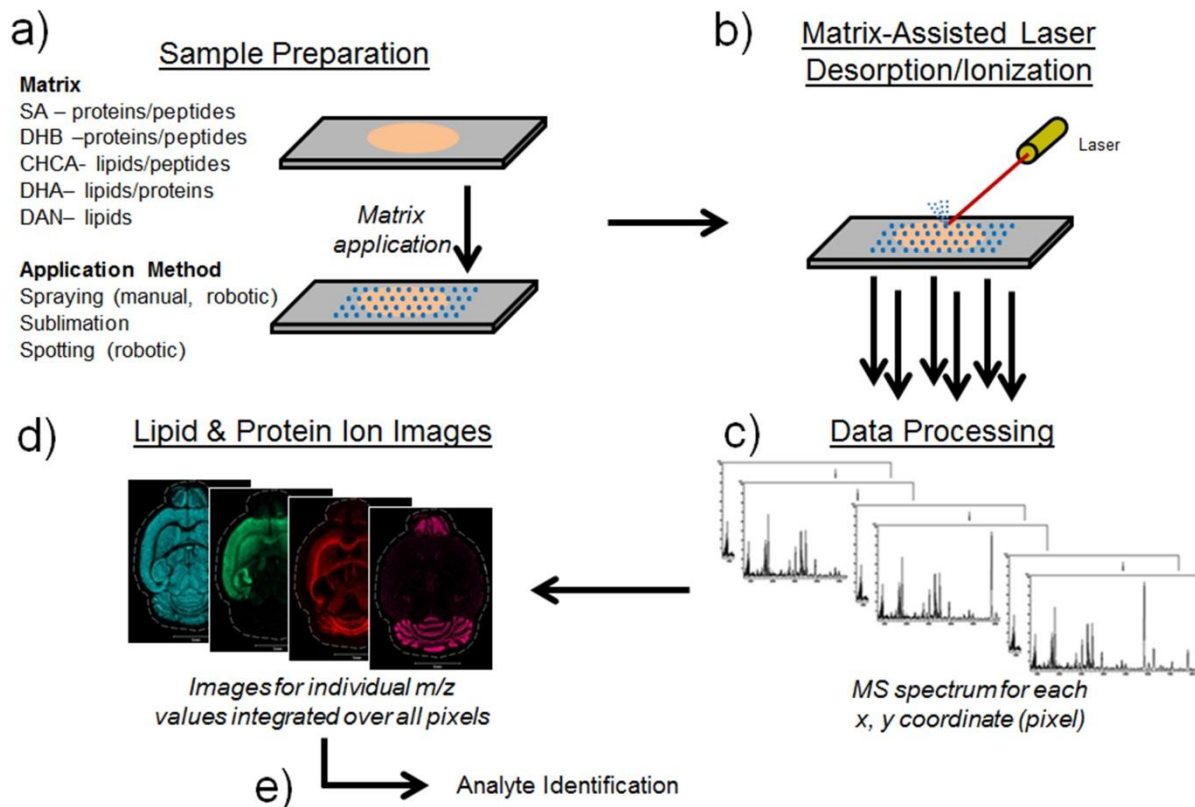 a)
Sample Preparation
Matrix
SA – proteins/peptides
DHB –proteins/peptides
CHCA- lipids/peptides
DHA– lipids/proteins
DAN– lipids
Matrix
application
Application Method
Spraying (manual, robotic)
Sublimation
Spotting (robotic)
b)
Matrix-Assisted Laser
Desorption/Ionization
Laser
c)
Data Processing
MS spectrum for each
x, y coordinate (pixel)
d)
Lipid & Protein Ion Images
Images for individual m/z
values integrated over all pixels
e)
Analyte Identification